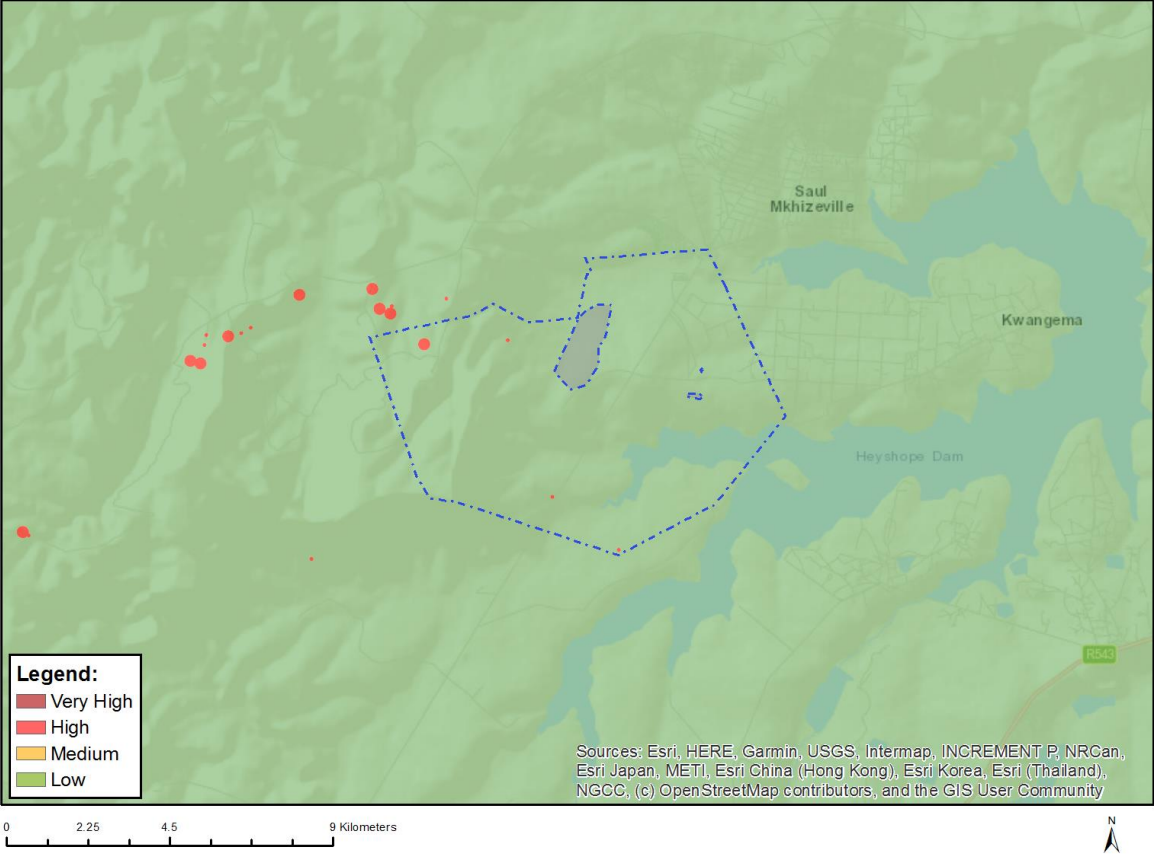 Saul
Mkhizeville
Kwangema
Heyshope Dam
R543
Legend:
Very High
High
Medium
Low
Sources: Esri, HERE, Garmin, USGS, Intermap, INCREMENT P, NRCan,
Esri Japan, METI, Esri China (Hong Kong), Esri Korea, Esri (Thailand),
NGCC, (c) OpenStreetMap contributors, and the GIS User Community
0 2.25 4.5 9 Kilometers
N